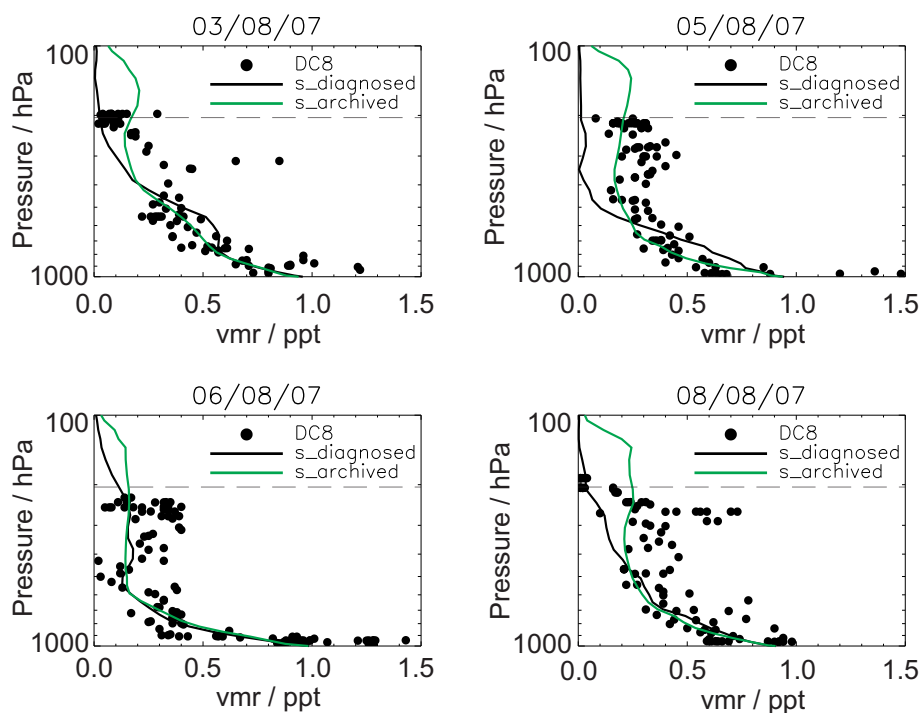 03/08/07
100
1000
Pressure / hPa
DC8
s_diagnosed
s_archived
0.0 0.5 1.0 1.5
vmr / ppt
05/08/07
100
1000
Pressure / hPa
DC8
s_diagnosed
s_archived
0.0 0.5 1.0 1.5
vmr / ppt
06/08/07
100
1000
Pressure / hPa
DC8
s_diagnosed
s_archived
0.0 0.5 1.0 1.5
vmr / ppt
08/08/07
100
1000
Pressure / hPa
DC8
s_diagnosed
s_archived
0.0 0.5 1.0 1.5
vmr / ppt